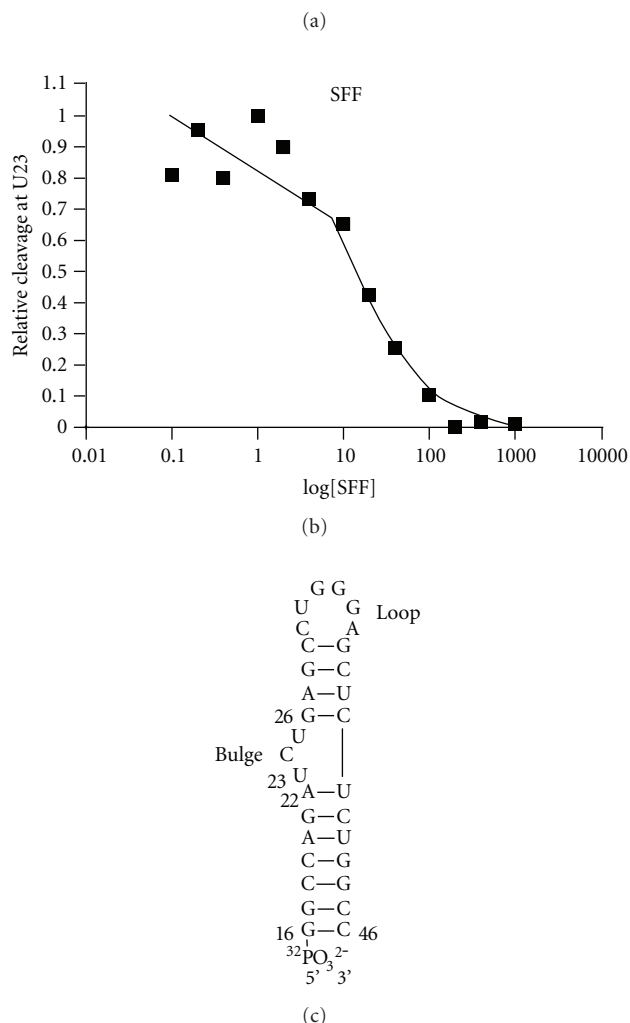 (a)
SFF
Relative cleavage at U23
1.1
1
0.9
0.8
0.7
0.6
0.5
0.4
0.3
0.2
0.1
0
0.01 0.1 1 10 100 1000 10000
log[SFF]
(b)
G G
U G
Loop
C A
C–G
G–C
A–U
26 G–C
U
Bulge C
23 U
22 A–U
G–C
A–U
C–G
C–G
G–C
16 G–C 46
³²PO₃²⁻
5’ 3’
(c)